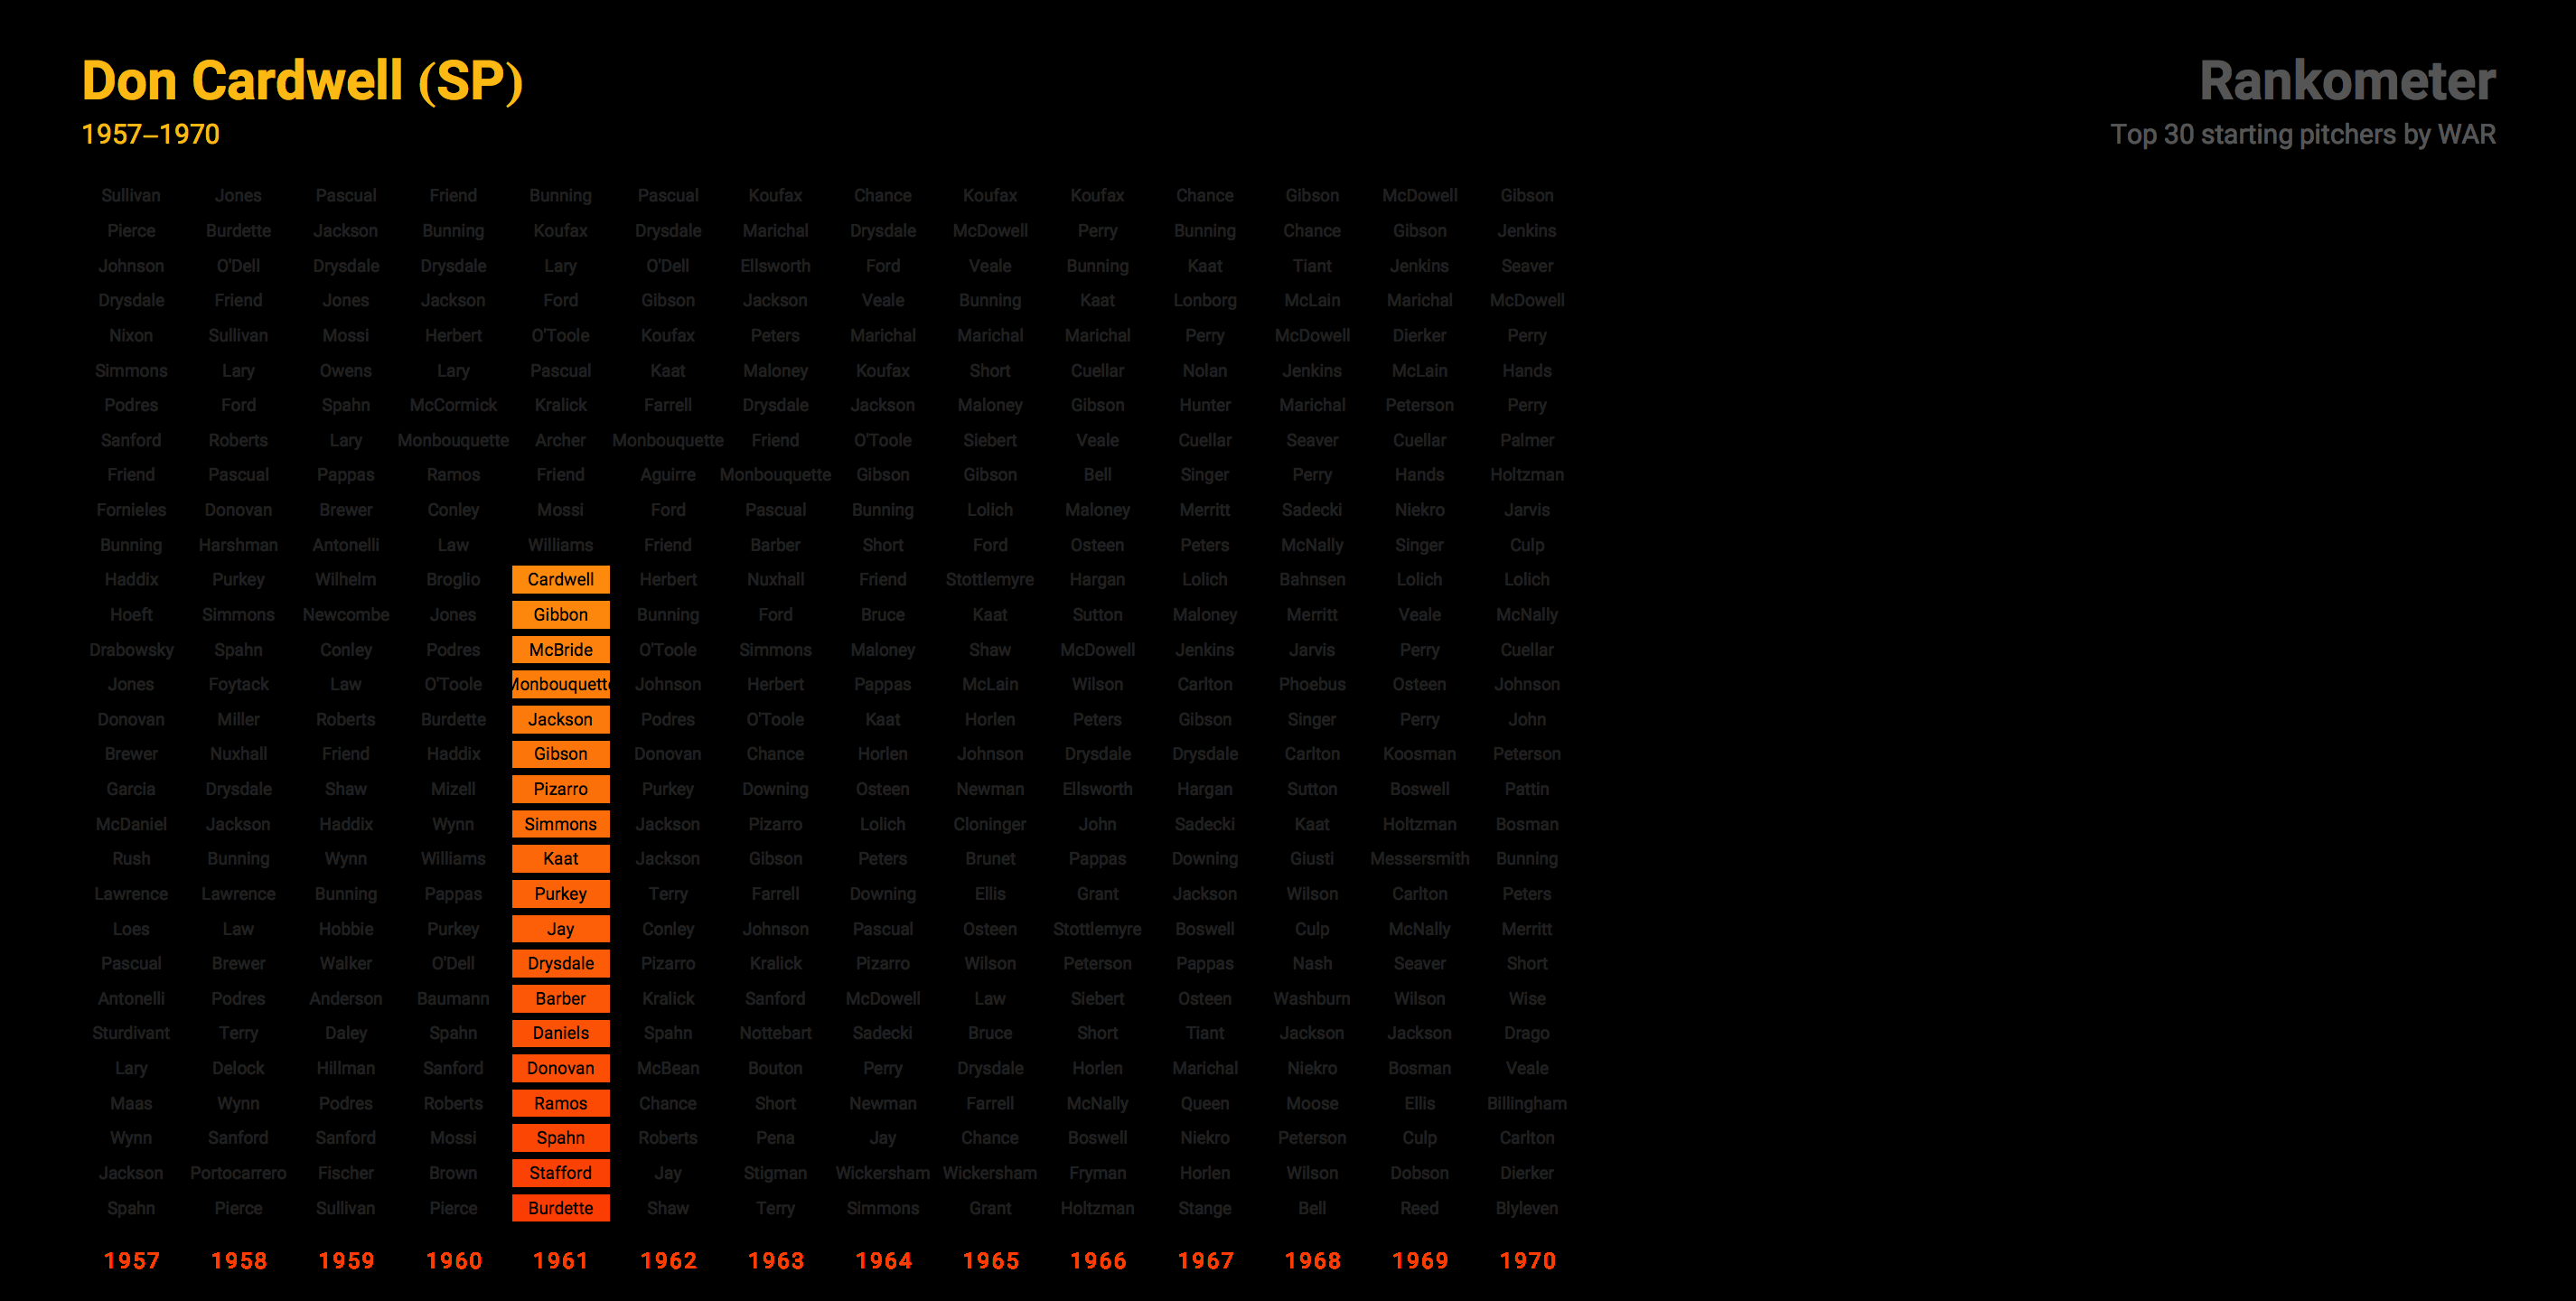 Don Cardwell (SP)
1957–1970
Rankometer
Top 30 starting pitchers by WAR
Sullivan Jones Pascual Friend Bunning Pascual Koufax Chance Koufax Koufax Chance Gibson McDowell Gibson
Pierce Burdette Jackson Bunning Koufax Drysdale Marichal Drysdale McDowell Perry Bunning Chance Gibson Jenkins
Johnson O'Dell Drysdale Drysdale Lary O'Dell Ellsworth Ford Veale Bunning Kaat Tiant Jenkins Seaver
Drysdale Friend Jones Jackson Ford Gibson Jackson Veale Bunning Kaat Lonborg McLain Marichal McDowell
Nixon Sullivan Mossi Herbert O'Toole Koufax Peters Marichal Marichal Marichal Perry McDowell Dierker Perry
Simmons Lary Owens Lary Pascual Kaat Maloney Koufax Short Cuellar Nolan Jenkins McLain Hands
Podres Ford Spahn McCormick Kralick Farrell Drysdale Jackson Maloney Gibson Hunter Marichal Peterson Perry
Sanford Roberts Lary Monbouquette Archer Monbouquette Friend O'Toole Siebert Veale Cuellar Seaver Cuellar Palmer
Friend Pascual Pappas Ramos Friend Aguirre Monbouquette Gibson Gibson Bell Singer Perry Hands Holtzman
Fornieles Donovan Brewer Conley Mossi Ford Pascual Bunning Lolich Maloney Merritt Sadecki Niekro Jarvis
Bunning Harshman Antonelli Law Williams Friend Barber Short Ford Osteen Peters McNally Singer Culp
Haddix Purkey Wilhelm Broglio Cardwell Herbert Nuxhall Friend Stottlemyre Hargan Lolich Bahnsen Lolich Lolich
Hoeft Simmons Newcombe Jones Gibbon Bunning Ford Bruce Kaat Sutton Maloney Merritt Veale McNally
Drabowsky Spahn Conley Podres McBride O'Toole Simmons Maloney Shaw McDowell Jenkins Jarvis Perry Cuellar
Jones Foytack Law O'Toole Monbouquette Johnson Herbert Pappas McLain Wilson Carlton Phoebus Osteen Johnson
Donovan Miller Roberts Burdette Jackson Podres O'Toole Kaat Horlen Peters Gibson Singer Perry John
Brewer Nuxhall Friend Haddix Gibson Donovan Chance Horlen Johnson Drysdale Drysdale Carlton Koosman Peterson
Garcia Drysdale Shaw Mizell Pizarro Purkey Downing Osteen Newman Ellsworth Hargan Sutton Boswell Pattin
McDaniel Jackson Haddix Wynn Simmons Jackson Pizarro Lolich Cloninger John Sadecki Kaat Holtzman Bosman
Rush Bunning Wynn Williams Kaat Jackson Gibson Peters Brunet Pappas Downing Giusti Messersmith Bunning
Lawrence Lawrence Bunning Pappas Purkey Terry Farrell Downing Ellis Grant Jackson Wilson Carlton Peters
Loes Law Hobbie Purkey Jay Conley Johnson Pascual Osteen Stottlemyre Boswell Culp McNally Merritt
Pascual Brewer Walker O'Dell Drysdale Pizarro Kralick Pizarro Wilson Peterson Pappas Nash Seaver Short
Antonelli Podres Anderson Baumann Barber Kralick Sanford McDowell Law Siebert Osteen Washburn Wilson Wise
Sturdivant Terry Daley Spahn Daniels Spahn Nottebart Sadecki Bruce Short Tiant Jackson Jackson Drago
Lary Delock Hillman Sanford Donovan McBean Bouton Perry Drysdale Horlen Marichal Niekro Bosman Veale
Maas Wynn Podres Roberts Ramos Chance Short Newman Farrell McNally Queen Moose Ellis Billingham
Wynn Sanford Sanford Mossi Spahn Roberts Pena Jay Chance Boswell Niekro Peterson Culp Carlton
Jackson Portocarrero Fischer Brown Stafford Jay Stigman Wickersham Wickersham Fryman Horlen Wilson Dobson Dierker
Spahn Pierce Sullivan Pierce Burdette Shaw Terry Simmons Grant Holtzman Stange Bell Reed Blyleven
1957 1958 1959 1960 1961 1962 1963 1964 1965 1966 1967 1968 1969 1970